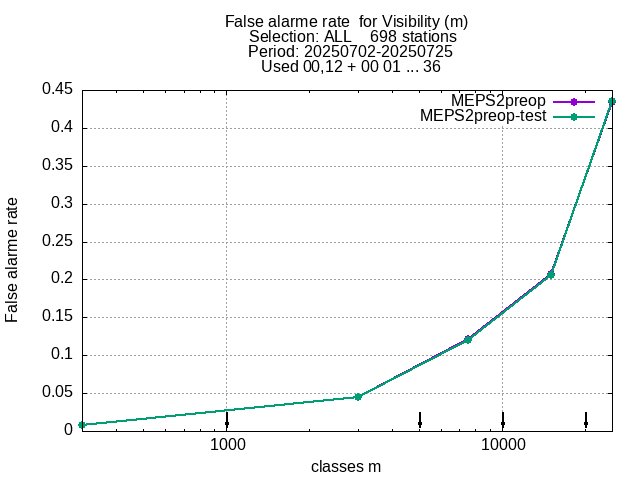 False alarme rate  for Visibility (m)
Selection: ALL    698 stations
Period: 20250702-20250725
Used 00,12 + 00 01 ... 36
MEPS2preop
MEPS2preop-test
False alarme rate
0.45
0.4
0.35
0.3
0.25
0.2
0.15
0.1
0.05
0
1000
10000
classes m